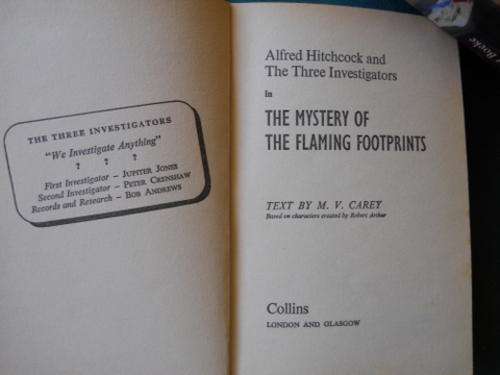 THE THREE INVESTIGATORS
"We Investigate Anything"
? ? ?
First Investigator – JUPITER JONES
Second Investigator – PETER CRENSHAW
Records and Research – BOB ANDREWS
Alfred Hitchcock and
The Three Investigators
in
THE MYSTERY OF
THE FLAMING FOOTPRINTS
TEXT BY M. V. CAREY
Based on characters created by Robert Arthur
Collins
LONDON AND GLASGOW